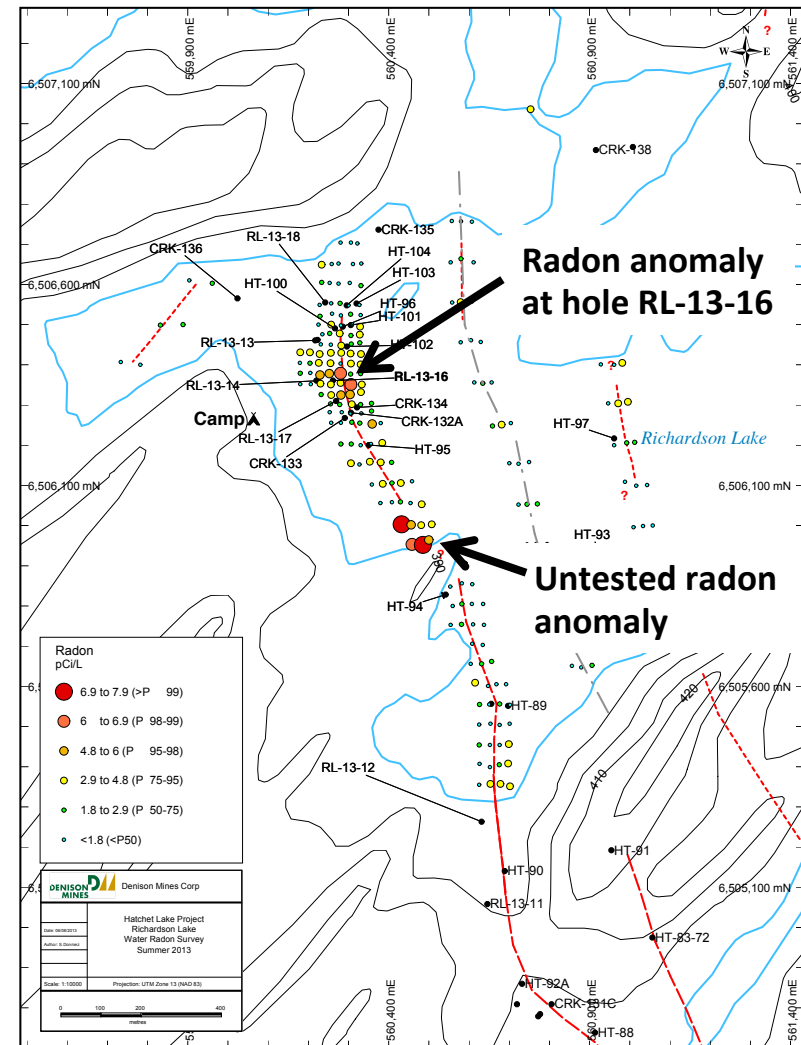 559,900 mE
560,400 mE
560,900 mE
561,400 mE
?
N
W E
S
6,507,100 mN
6,507,100 mN
400
CRK-138
CRK-135
RL-13-18
CRK-136
HT-104
HT-103
HT-100
HT-96
HT-101
6,506,600 mN
6,506,600 mN
Radon anomaly
at hole RL-13-16
RL-13-13
HT-102
?
RL-13-14
RL-13-16
CRK-134
Camp
CRK-132A
RL-13-17
HT-97
Richardson Lake
CRK-133
HT-95
6,506,100 mN
6,506,100 mN
?
HT-93
?
390
Untested radon
anomaly
HT-94
Radon
pCi/L
6.9 to 7.9 (>P 99)
6 to 6.9 (P 98-99)
4.8 to 6 (P 95-98)
2.9 to 4.8 (P 75-95)
1.8 to 2.9 (P 50-75)
<1.8 (<P50)
6,505,600 mN
420
HT-89
410
RL-13-12
HT-91
HT-90
6,505,100 mN
RL-13-11
HT-83-72
HT-92A
CRK-131C
HT-88
DENISON
MINES
Denison Mines Corp
Hatchet Lake Project
Richardson Lake
Water Radon Survey
Summer 2013
Author: S.Donmez
Scale: 1:10000
Projection: UTM Zone 13 (NAD 83)
0 100 200 400
metres
560,400 mE
560,900 mE
561,400 mE